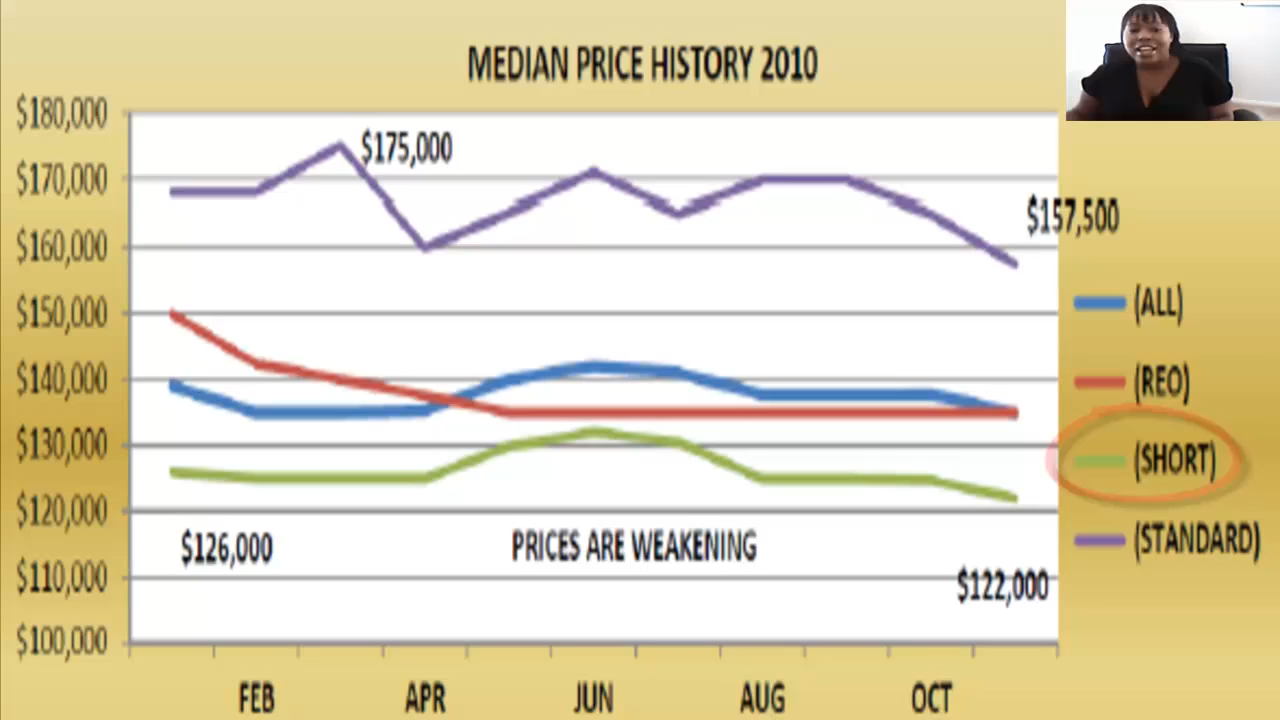 MEDIAN PRICE HISTORY 2010
$180,000
$170,000
$160,000
$150,000
$140,000
$130,000
$120,000
$110,000
$100,000
$175,000
$157,500
$126,000
PRICES ARE WEAKENING
$122,000
FEB APR JUN AUG OCT
(ALL)
(REO)
(SHORT)
(STANDARD)